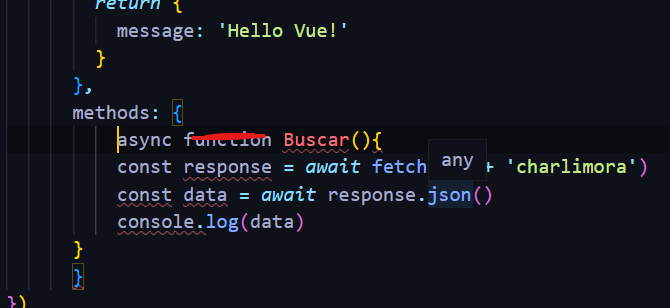 return {
message: 'Hello Vue!'
}
},
methods: {
async function Buscar(){
const response = await fetch + 'charlimora')
any
const data = await response.json()
console.log(data)
}
}
})